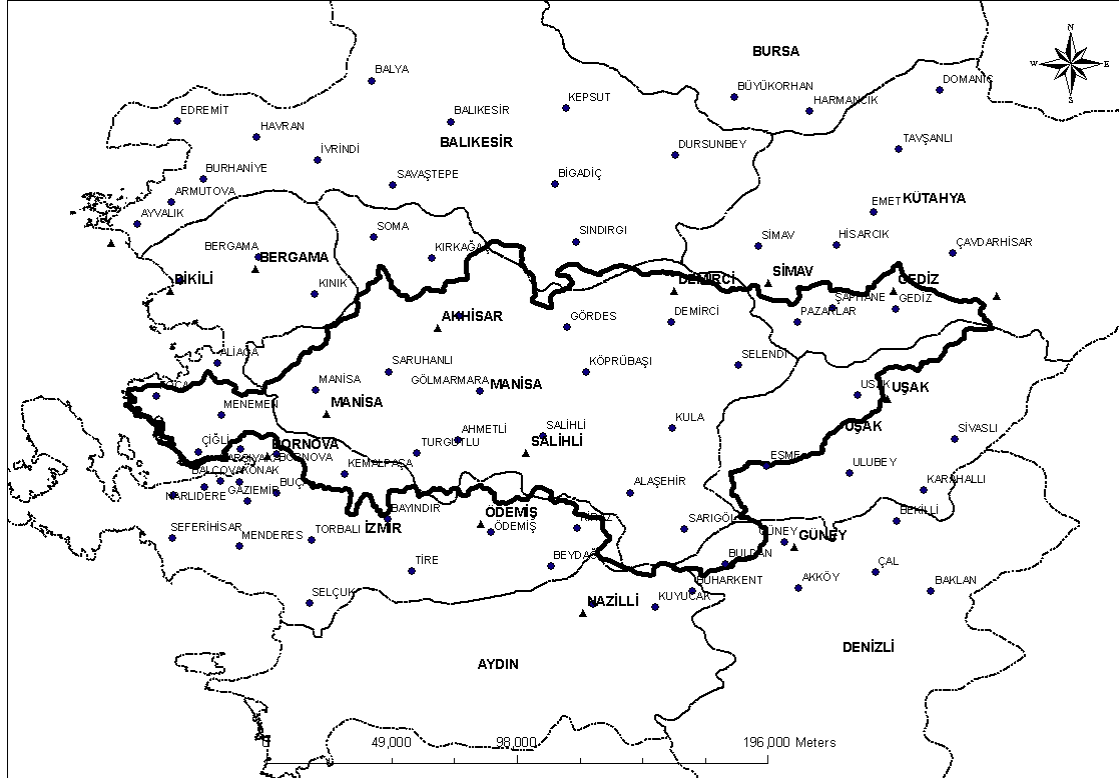 N
W
E
S
BURSA
BALYA
DOMANİÇ
BÜYÜKORHAN
HARMANCIK
KEPSUT
EDREMİT
BALIKESİR
HAVRAN
BALIKESİR
TAVŞANLI
İVRİNDİ
DURSUNBEY
BURHANİYE
SAVAŞTEPE
BİGADİÇ
ARMUTOVA
EMET
KÜTAHYA
AYVALIK
SOMA
SINDIRGI
BERGAMA
BERGAMA
KIRKAĞAÇ
SİMAV
HİSARCIK
ÇAVDARHİSAR
DİKİLİ
KINIK
DEMİRCİ
SİMAV
GEDİZ
ŞAPHANE
GEDİZ
AKHİSAR
GÖRDES
DEMİRCİ
PAZARLAR
ALİAĞA
SARUHANLI
KÖPRÜBAŞI
SELENDİ
MANİSA
GÖLMARMARA
MANİSA
UŞAK
UŞAK
MENEMEN
MANİSA
KULA
AHMETLİ
SALİHLİ
UŞAK
SİVASLI
ÇİĞLİ
BORNOVA
TURGUTLU
SALİHLİ
BORNOVA
KEMALPAŞA
EŞME
ULUBEY
BALÇOVA
KONAK
KARAHALLI
NARLIDERE
GAZİEMİR
BUCA
ALAŞEHİR
BAYINDIR
ÖDEMİŞ
BEKİLLİ
SEFERİHİSAR
MENDERES
TORBALI
İZMİR
ÖDEMİŞ
KİRAZ
SARIGÖL
GÜNEY
GÜNEY
TİRE
BEYDAĞ
BULDAN
ÇAL
BUHARKENT
AKKÖY
BAKLAN
SELÇUK
NAZİLLİ
KUYUCAK
AYDIN
DENİZLİ
0
49,000
98,000
196,000 Meters